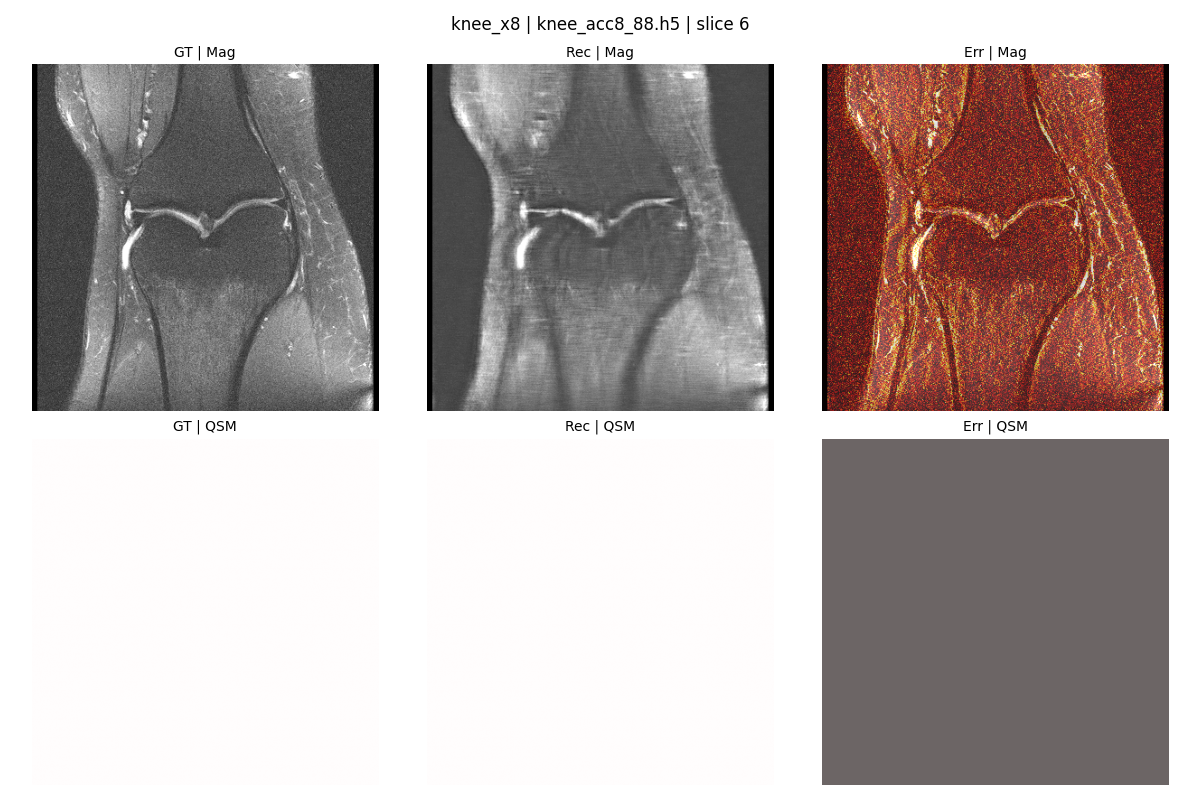 knee_x8 | knee_acc8_88.h5 | slice 6
GT | Mag
Rec | Mag
Err | Mag
GT | QSM
Rec | QSM
Err | QSM